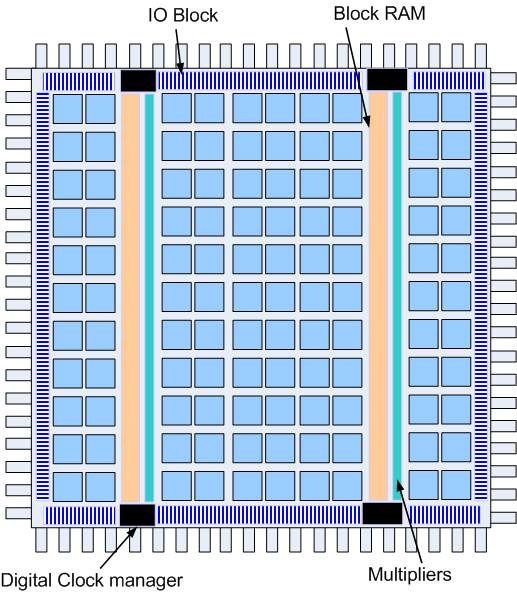 IO Block
Block RAM
Digital Clock manager
Multipliers